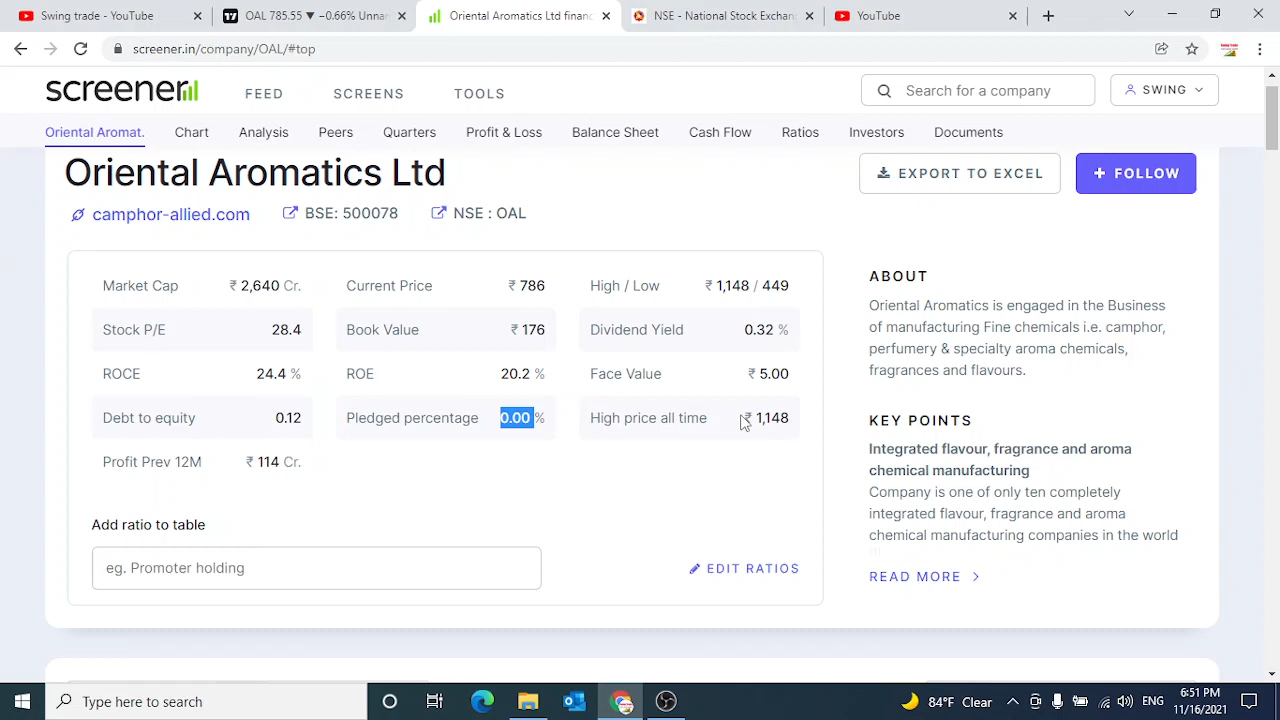 Swing trade - YouTube
OAL 785.55 ▼ −0.66% Unnar
Oriental Aromatics Ltd financ
NSE - National Stock Exchan
YouTube
screener.in/company/OAL/#top
screener
FEED
SCREENS
TOOLS
Search for a company
SWING
Oriental Aromat.
Chart
Analysis
Peers
Quarters
Profit & Loss
Balance Sheet
Cash Flow
Ratios
Investors
Documents
Oriental Aromatics Ltd
EXPORT TO EXCEL
+ FOLLOW
camphor-allied.com
BSE: 500078
NSE : OAL
Market Cap ₹ 2,640 Cr.
Current Price ₹ 786
High / Low ₹ 1,148 / 449
Stock P/E 28.4
Book Value ₹ 176
Dividend Yield 0.32 %
ROCE 24.4 %
ROE 20.2 %
Face Value ₹ 5.00
Debt to equity 0.12
Pledged percentage 0.00 %
High price all time ₹ 1,148
Profit Prev 12M ₹ 114 Cr.
Add ratio to table
eg. Promoter holding
EDIT RATIOS
ABOUT
Oriental Aromatics is engaged in the Business
of manufacturing Fine chemicals i.e. camphor,
perfumery & specialty aroma chemicals,
fragrances and flavours.
KEY POINTS
Integrated flavour, fragrance and aroma
chemical manufacturing
Company is one of only ten completely
integrated flavour, fragrance and aroma
chemical manufacturing companies in the world
READ MORE
Type here to search
84°F Clear
ENG
6:51 PM
11/16/2021